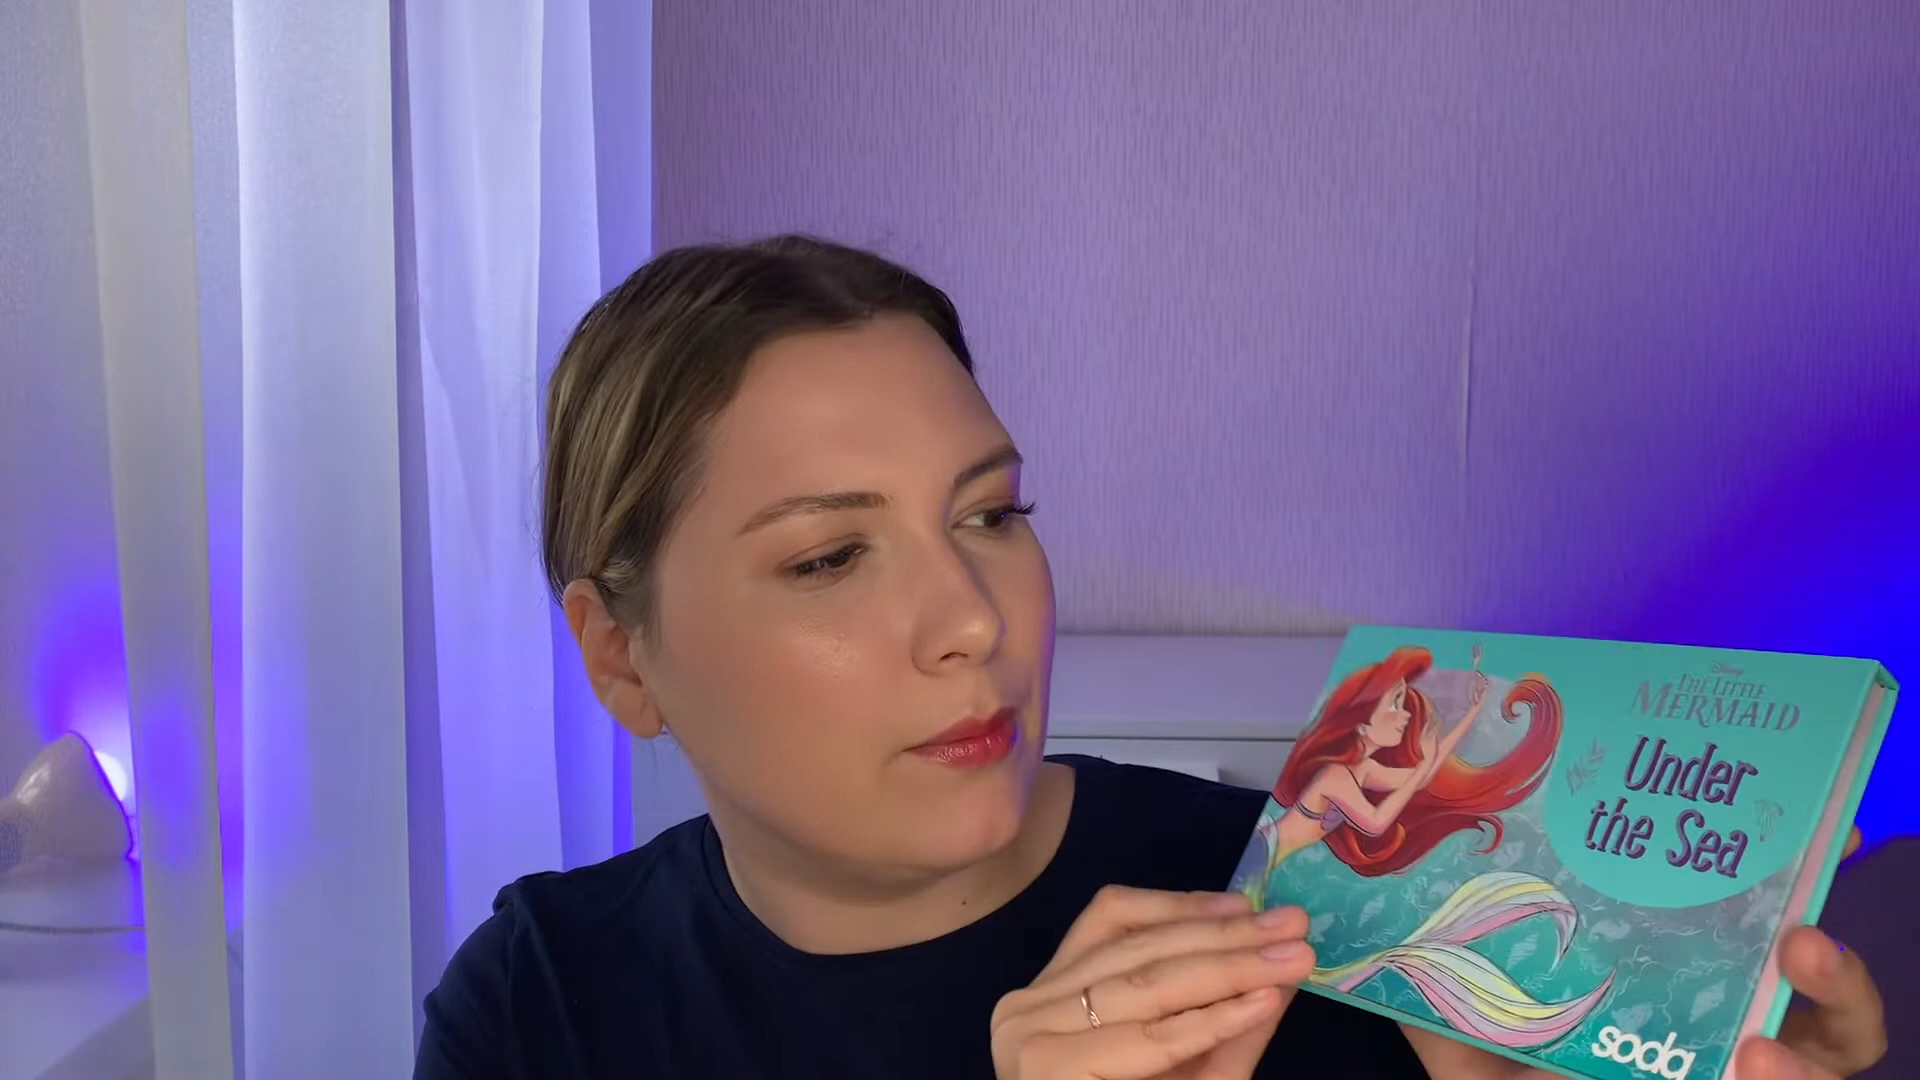 Disney
THE LITTLE
MERMAID
Under
the Sea
soda